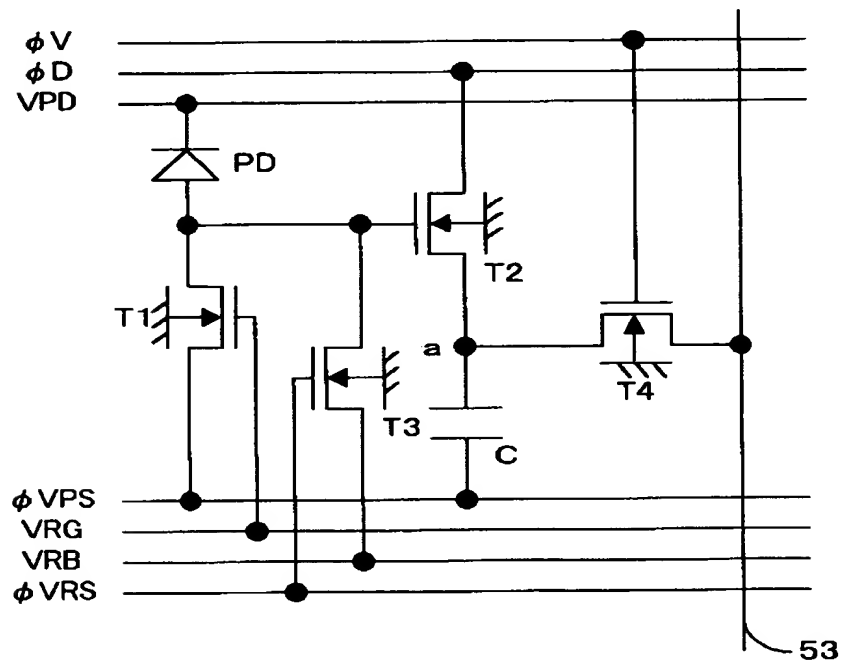 ϕV
ϕD
VPD
PD
T2
T1
a
T4
T3
C
ϕVPS
VRG
VRB
ϕVRS
53